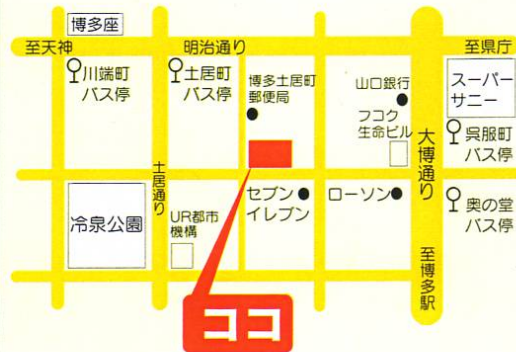 博多座
至天神
明治通り
至県庁
川端町
バス停
土居町
バス停
博多土居町
郵便局
山口銀行
フコク
生命ビル
スーパー
サニー
呉服町
バス停
大博通り
土居通り
冷泉公園
UR都市
機構
セブン
イレブン
ローソン
奥の堂
バス停
至博多駅
ココ